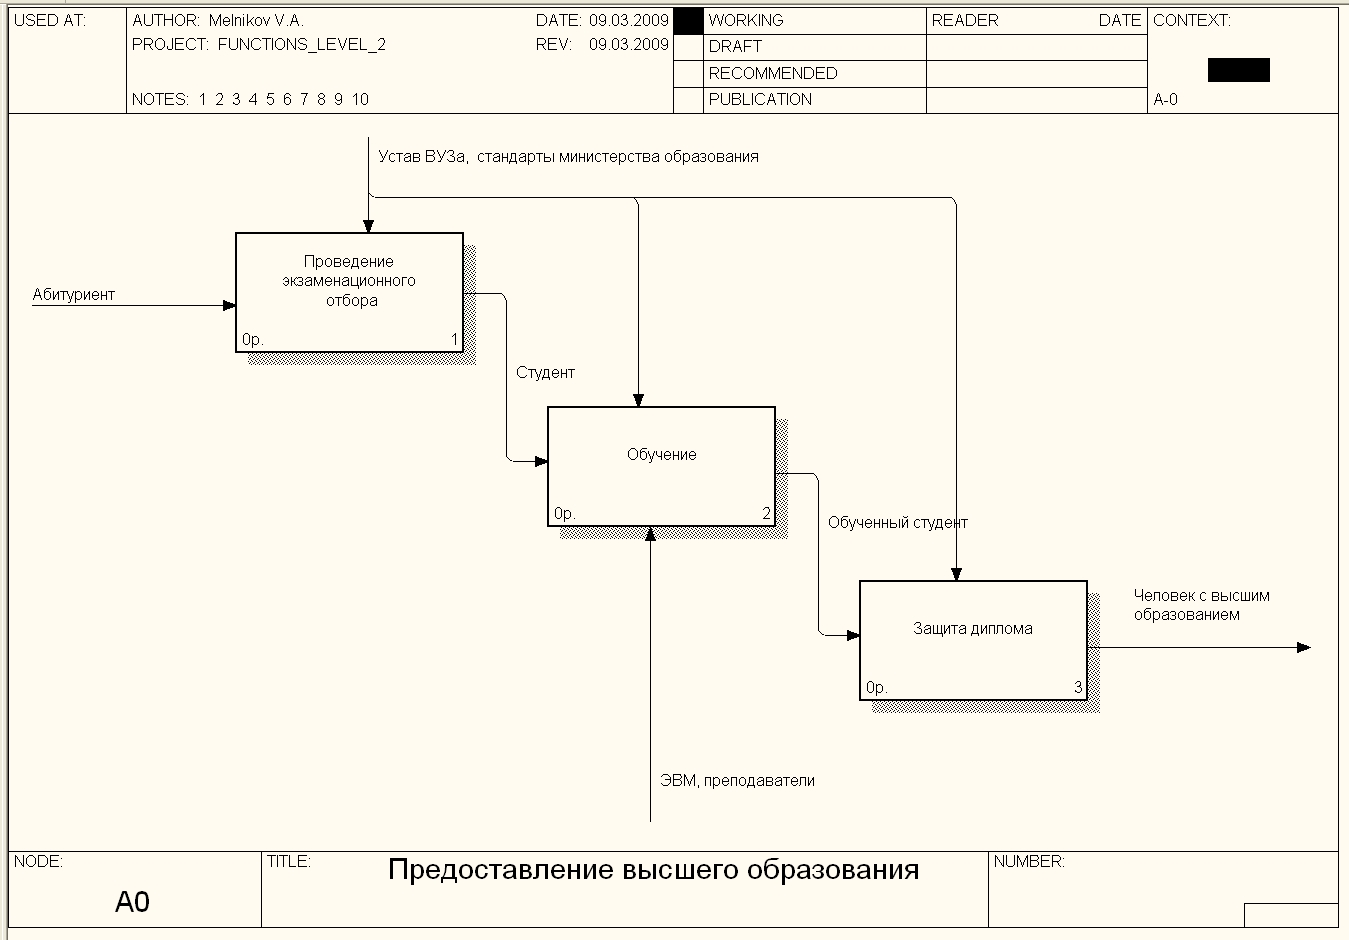 USED AT:
AUTHOR: Melnikov V.A.
DATE: 09.03.2009
PROJECT: FUNCTIONS_LEVEL_2
REV: 09.03.2009
NOTES: 1 2 3 4 5 6 7 8 9 10
WORKING
DRAFT
RECOMMENDED
PUBLICATION
READER DATE
CONTEXT:
A-0
Устав ВУЗа, стандарты министерства образования
Проведение
экзаменационного
отбора
0р. 1
Абитуриент
Студент
Обучение
0р. 2
Обученный студент
Защита диплома
0р. 3
Человек с высшим
образованием
ЭВМ, преподаватели
NODE:
A0
TITLE:
Предоставление высшего образования
NUMBER: